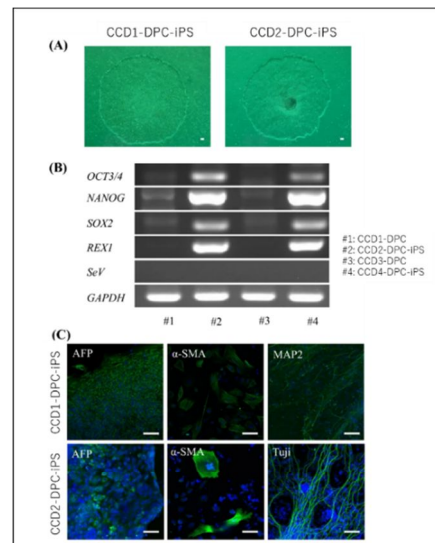 CCD1-DPC-iPS CCD2-DPC-iPS
(A)
(B)
OCT3/4
NANOG
SOX2
REX1
SeV
GAPDH
#1 #2 #3 #4
#1: CCD1-DPC
#2: CCD2-DPC-iPS
#3: CCD3-DPC
#4: CCD4-DPC-iPS
(C)
CCD1-DPC-iPS
AFP α-SMA MAP2
CCD2-DPC-iPS
AFP α-SMA Tuji